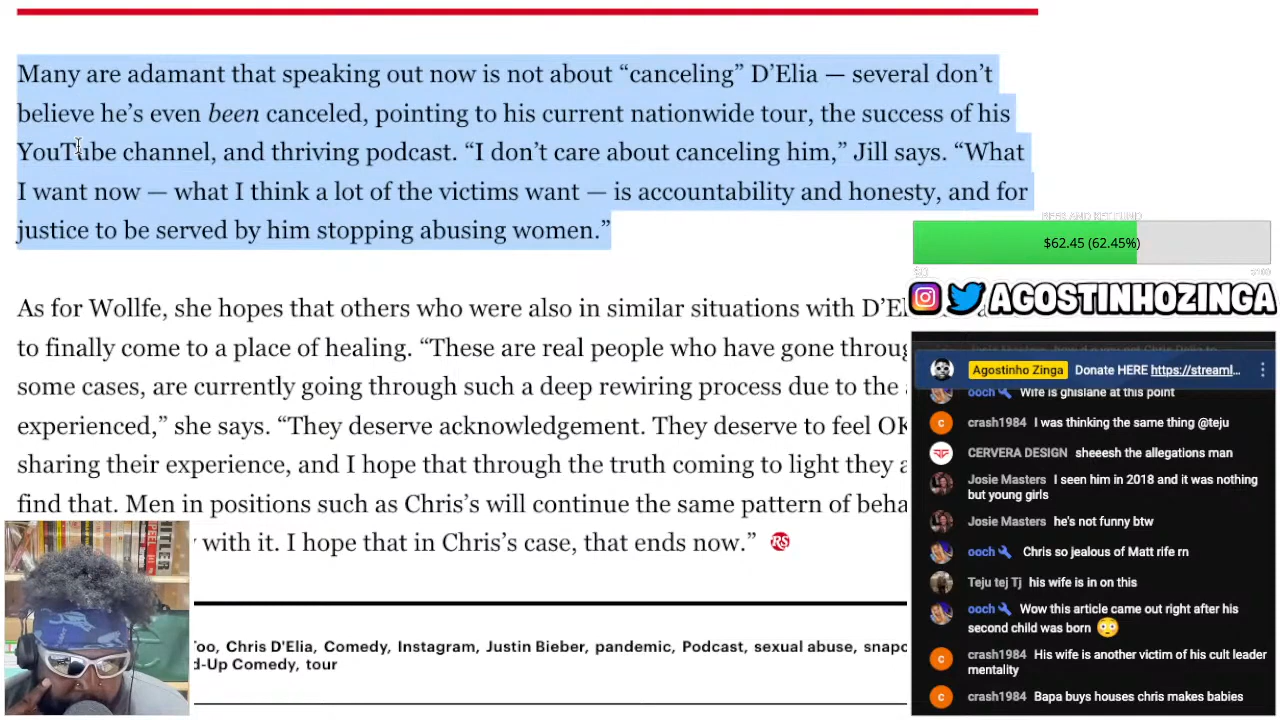 Many are adamant that speaking out now is not about “canceling” D’Elia — several don’t
believe he’s even been canceled, pointing to his current nationwide tour, the success of his
YouTube channel, and thriving podcast. “I don’t care about canceling him,” Jill says. “What
I want now — what I think a lot of the victims want — is accountability and honesty, and for
justice to be served by him stopping abusing women.”
As for Wollfe, she hopes that others who were also in similar situations with D’El
to finally come to a place of healing. “These are real people who have gone throug
some cases, are currently going through such a deep rewiring process due to the
experienced,” she says. “They deserve acknowledgement. They deserve to feel OK
sharing their experience, and I hope that through the truth coming to light they a
find that. Men in positions such as Chris’s will continue the same pattern of beha
with it. I hope that in Chris’s case, that ends now.” RS
oo, Chris D'Elia, Comedy, Instagram, Justin Bieber, pandemic, Podcast, sexual abuse, snapc
d-Up Comedy, tour
$62.45 (62.45%)
AGOSTINHOZINGA
Agostinho Zinga Donate HERE https://streaml...
ooch Wife is ghislane at this point
crash1984 I was thinking the same thing @teju
CERVERA DESIGN sheeesh the allegations man
Josie Masters I seen him in 2018 and it was nothing
but young girls
Josie Masters he's not funny btw
ooch Chris so jealous of Matt rife rn
Teju tej Tj his wife is in on this
ooch Wow this article came out right after his
second child was born 😳
crash1984 His wife is another victim of his cult leader
mentality
crash1984 Bapa buys houses chris makes babies